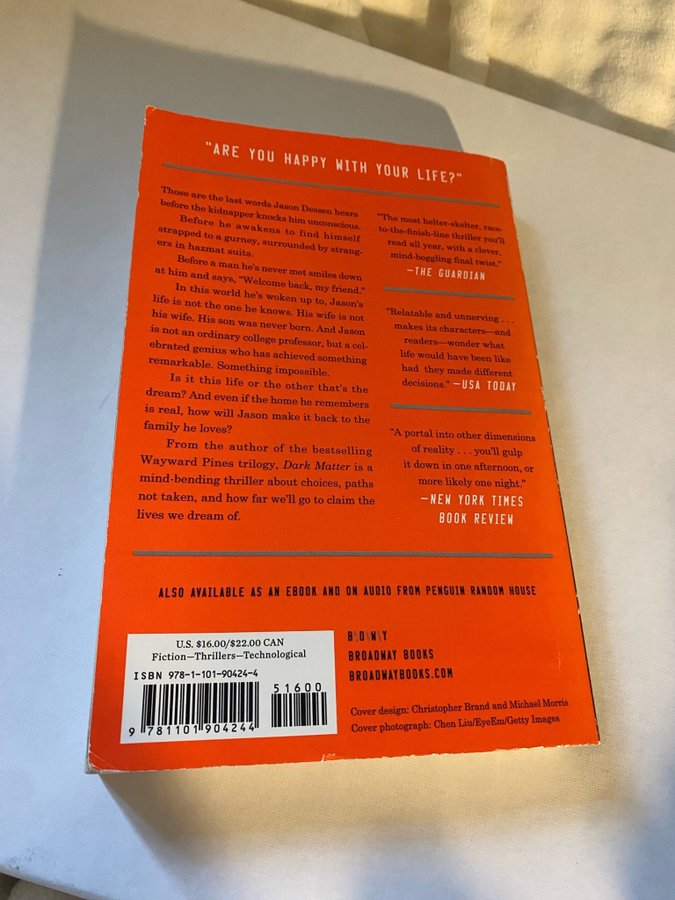 "ARE YOU HAPPY WITH YOUR LIFE?"
Those are the last words Jason Dessen hears
before the kidnapper knocks him unconscious.
Before he awakens to find himself
strapped to a gurney, surrounded by strang-
ers in hazmat suits.
Before a man he's never met smiles down
at him and says, "Welcome back, my friend."
In this world he's woken up to, Jason's
life is not the one he knows. His wife is not
his wife. His son was never born. And Jason
is not an ordinary college professor, but a cel-
ebrated genius who has achieved something
remarkable. Something impossible.
Is it this life or the other that's the
dream? And even if the home he remembers
is real, how will Jason make it back to the
family he loves?
From the author of the bestselling
Wayward Pines trilogy, Dark Matter is a
mind-bending thriller about choices, paths
not taken, and how far we'll go to claim the
lives we dream of.
"The most helter-skelter, race-
to-the-finish-line thriller you'll
read all year, with a clever,
mind-boggling final twist."
—THE GUARDIAN
"Relatable and unnerving . . .
makes its characters—and
readers—wonder what
life would have been like
had they made different
decisions." —USA TODAY
"A portal into other dimensions
of reality . . . you'll gulp
it down in one afternoon, or
more likely one night."
—NEW YORK TIMES
BOOK REVIEW
ALSO AVAILABLE AS AN EBOOK AND ON AUDIO FROM PENGUIN RANDOM HOUSE
U.S. $16.00/$22.00 CAN
Fiction—Thrillers—Technological
ISBN 978-1-101-90424-4
51600
9 781101 904244
B\D\W\Y
BROADWAY BOOKS
BROADWAYBOOKS.COM
Cover design: Christopher Brand and Michael Morris
Cover photograph: Chen Liu/EyeEm/Getty Images